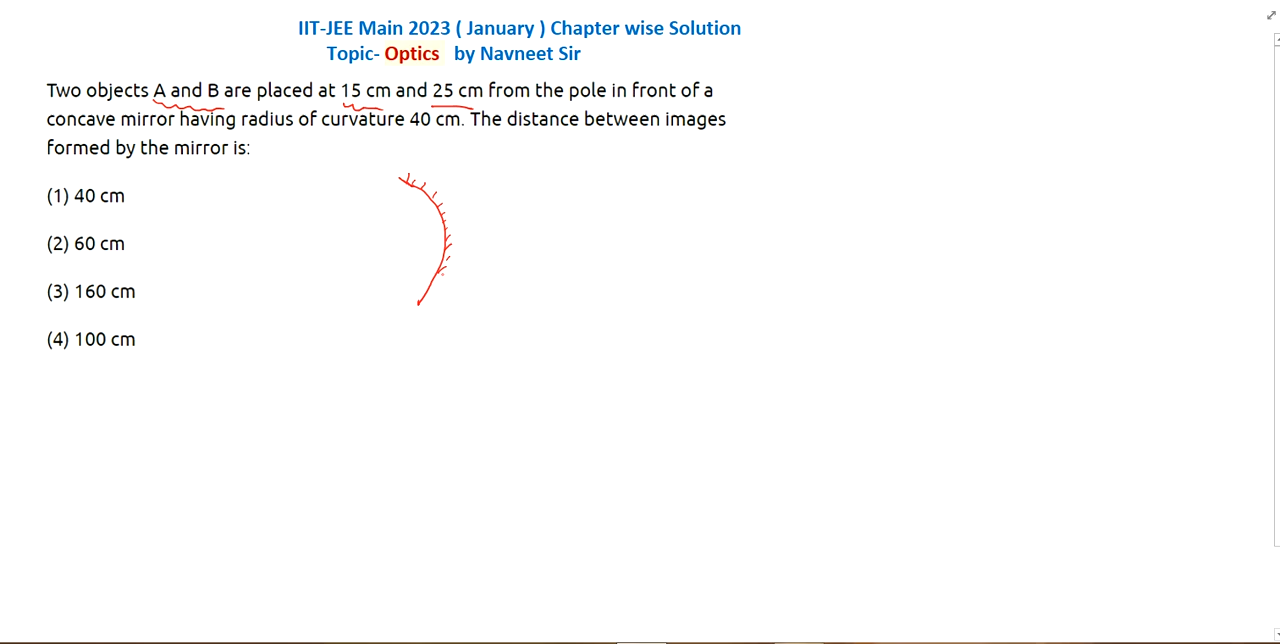 IIT-JEE Main 2023 ( January ) Chapter wise Solution
Topic- Optics by Navneet Sir
Two objects A and B are placed at 15 cm and 25 cm from the pole in front of a
concave mirror having radius of curvature 40 cm. The distance between images
formed by the mirror is:
(1) 40 cm
(2) 60 cm
(3) 160 cm
(4) 100 cm